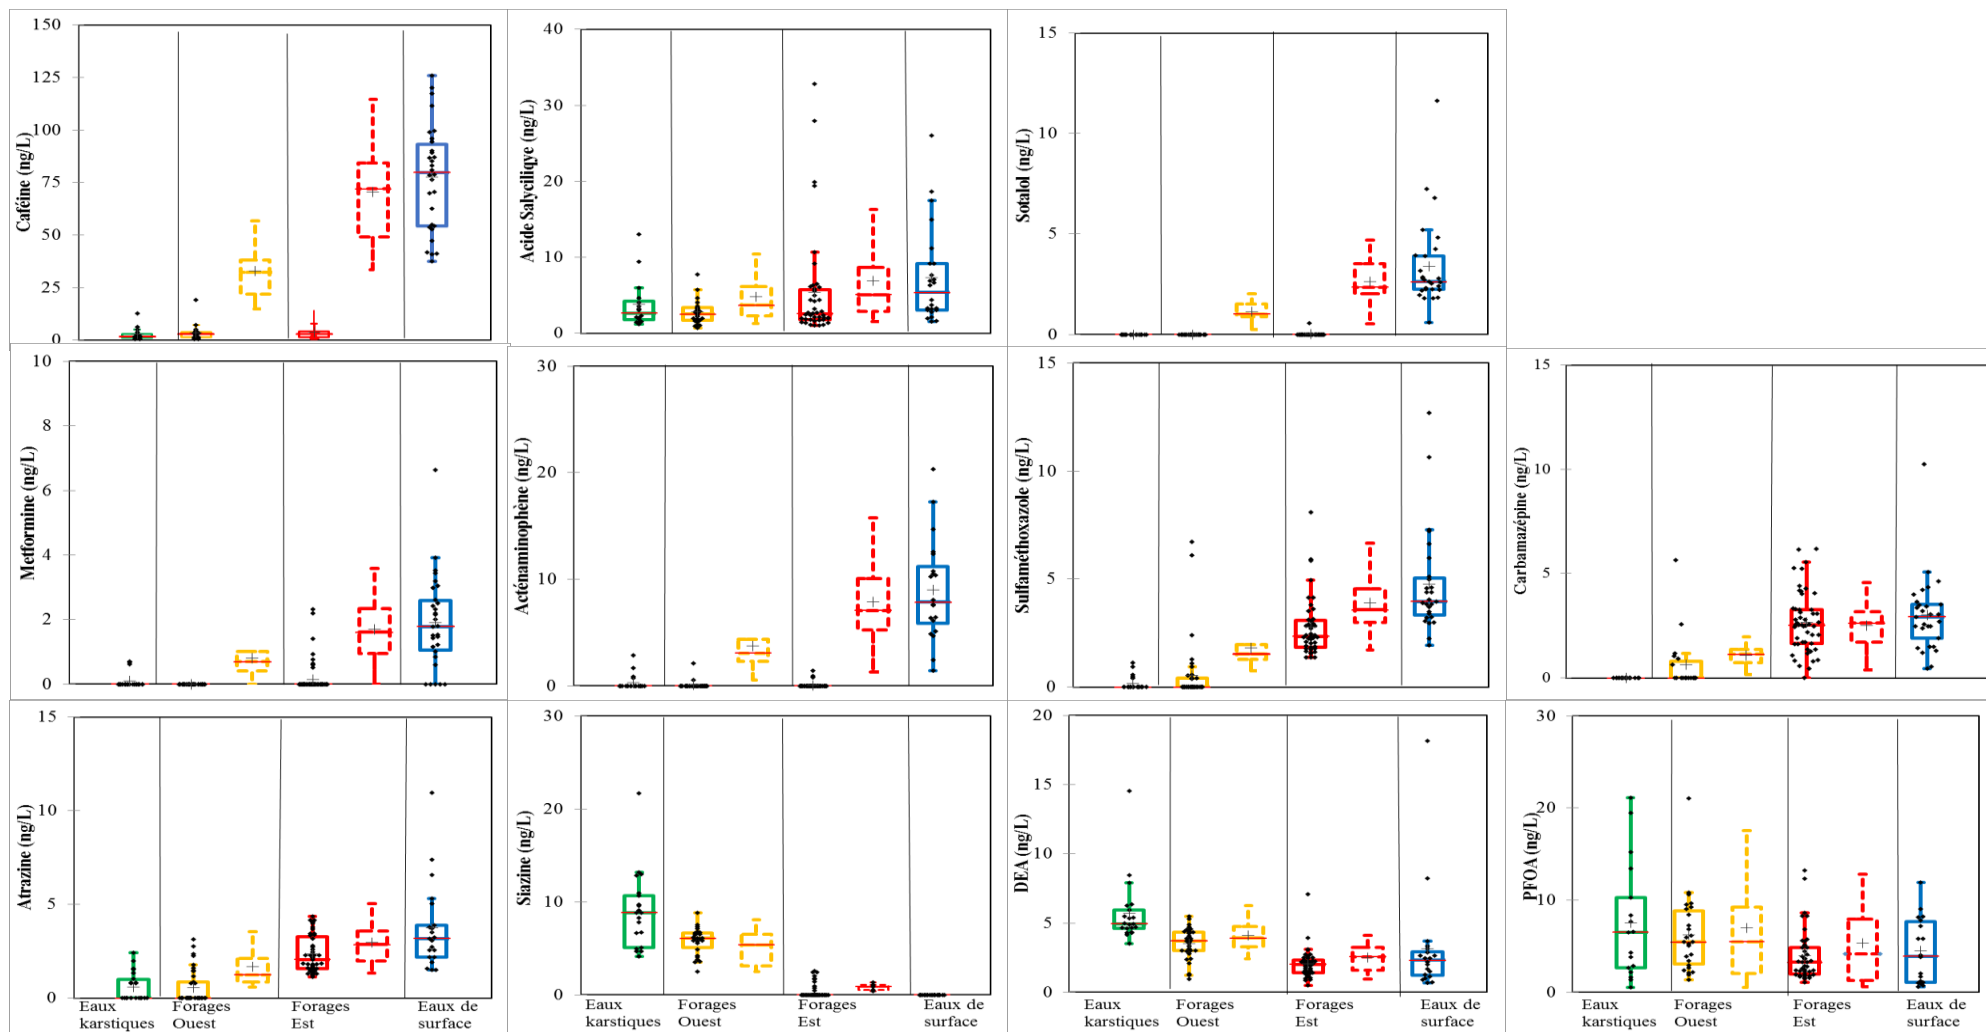 Caféine (ng/L)
150
125
100
75
50
25
0
Acide Salyciliqye (ng/L)
40
30
20
10
0
Sotalol (ng/L)
15
10
5
0
Metformine (ng/L)
10
8
6
4
2
0
Acténaminophène (ng/L)
30
20
10
0
Sulfaméthoxazole (ng/L)
15
10
5
0
Carbamazépine (ng/L)
15
10
5
0
Atrazine (ng/L)
15
10
5
0
Eaux karstiques
Forages Ouest
Forages Est
Eaux de surface
Siazine (ng/L)
30
20
10
0
Eaux karstiques
Forages Ouest
Forages Est
Eaux de surface
DEA (ng/L)
20
15
10
5
0
Eaux karstiques
Forages Ouest
Forages Est
Eaux de surface
PFOA (ng/L)
30
20
10
0
Eaux karstiques
Forages Ouest
Forages Est
Eaux de surface